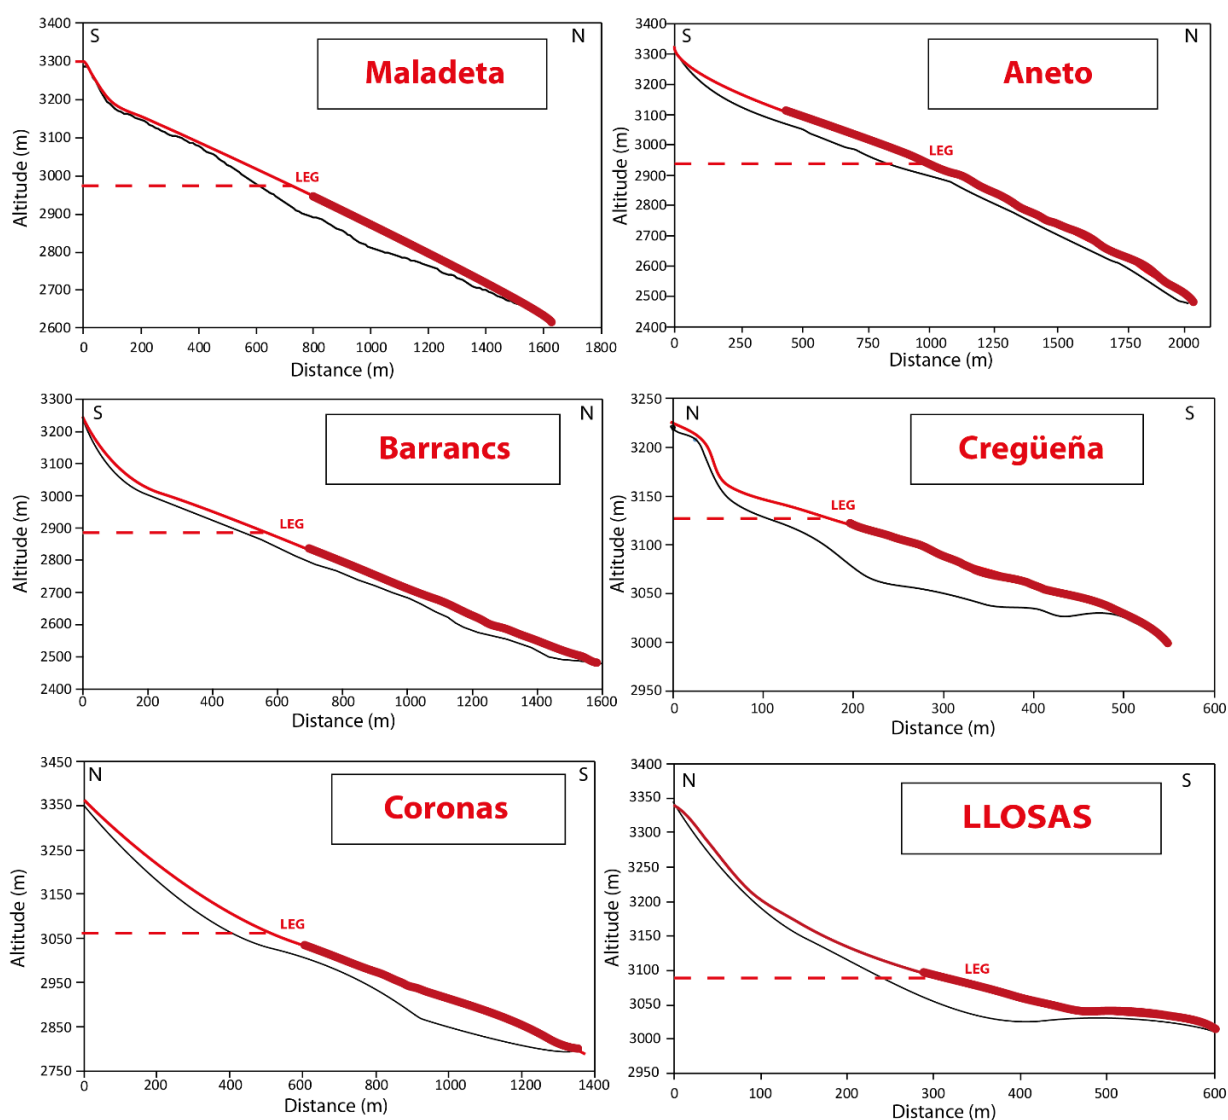 3400
3300
3200
3100
3000
2900
2800
2700
2600
Altitude (m)
S
N
Maladeta
LEG
0 200 400 600 800 1000 1200 1400 1600 1800
Distance (m)
3400
3300
3200
3100
3000
2900
2800
2700
2600
2500
2400
Altitude (m)
S
N
Aneto
LEG
0 250 500 750 1000 1250 1500 1750 2000
Distance (m)
3300
3200
3100
3000
2900
2800
2700
2600
2500
2400
Altitude (m)
S
N
Barrancs
LEG
0 200 400 600 800 1000 1200 1400 1600
Distance (m)
3250
3200
3150
3100
3050
3000
2950
Altitude (m)
N
S
Cregüeña
LEG
0 100 200 300 400 500 600
Distance (m)
3450
3350
3250
3150
3050
2950
2850
2750
Altitude (m)
N
S
Coronas
LEG
0 200 400 600 800 1000 1200 1400
Distance (m)
3400
3350
3300
3250
3200
3150
3100
3050
3000
2950
Altitude (m)
N
S
LLOSAS
LEG
0 100 200 300 400 500 600
Distance (m)